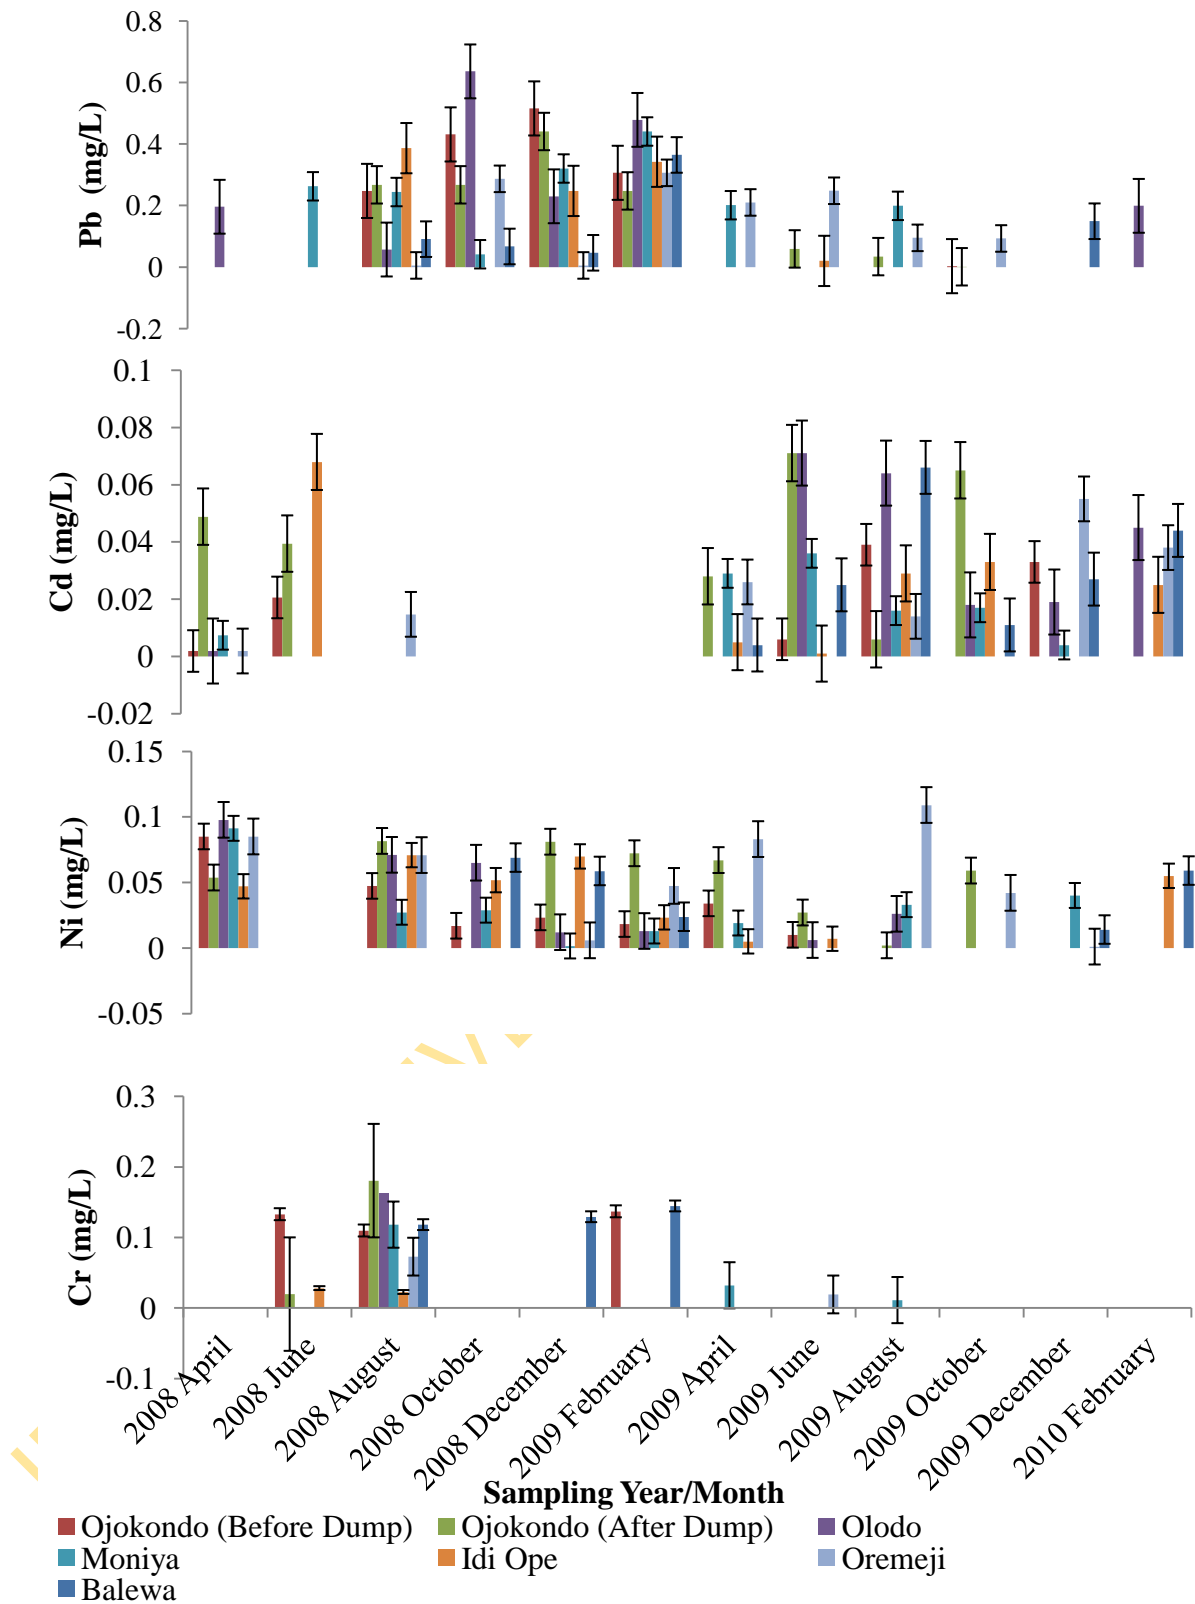 0.8
0.6
0.4
0.2
0
-0.2
Pb (mg/L)
0.1
0.08
0.06
0.04
0.02
0
-0.02
Cd (mg/L)
0.15
0.1
0.05
0
-0.05
Ni (mg/L)
0.3
0.2
0.1
0
-0.1
Cr (mg/L)
2008 April
2008 June
2008 August
2008 October
2008 December
2009 February
2009 April
2009 June
2009 August
2009 October
2009 December
2010 February
Sampling Year/Month
Ojokondo (Before Dump) Ojokondo (After Dump) Olodo
Moniya Idi Ope Oremeji
Balewa